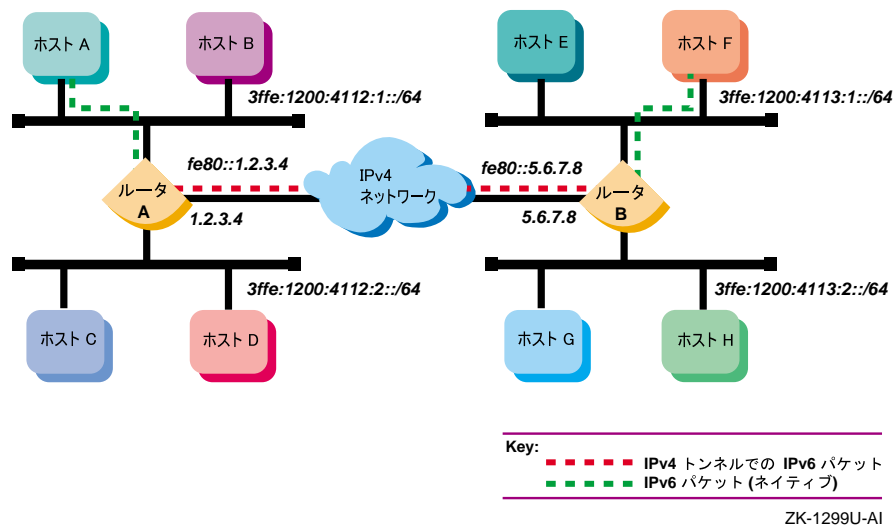 ホスト A
ホスト B
ホスト E
ホスト F
3ffe:1200:4112:1::/64
3ffe:1200:4113:1::/64
fe80::1.2.3.4
IPv4
ネットワーク
fe80::5.6.7.8
ルータ
A
1.2.3.4
5.6.7.8
ルータ
B
3ffe:1200:4112:2::/64
3ffe:1200:4113:2::/64
ホスト C
ホスト D
ホスト G
ホスト H
Key:
IPv4 トンネルでの IPv6 パケット
IPv6 パケット (ネイティブ)
ZK-1299U-AI